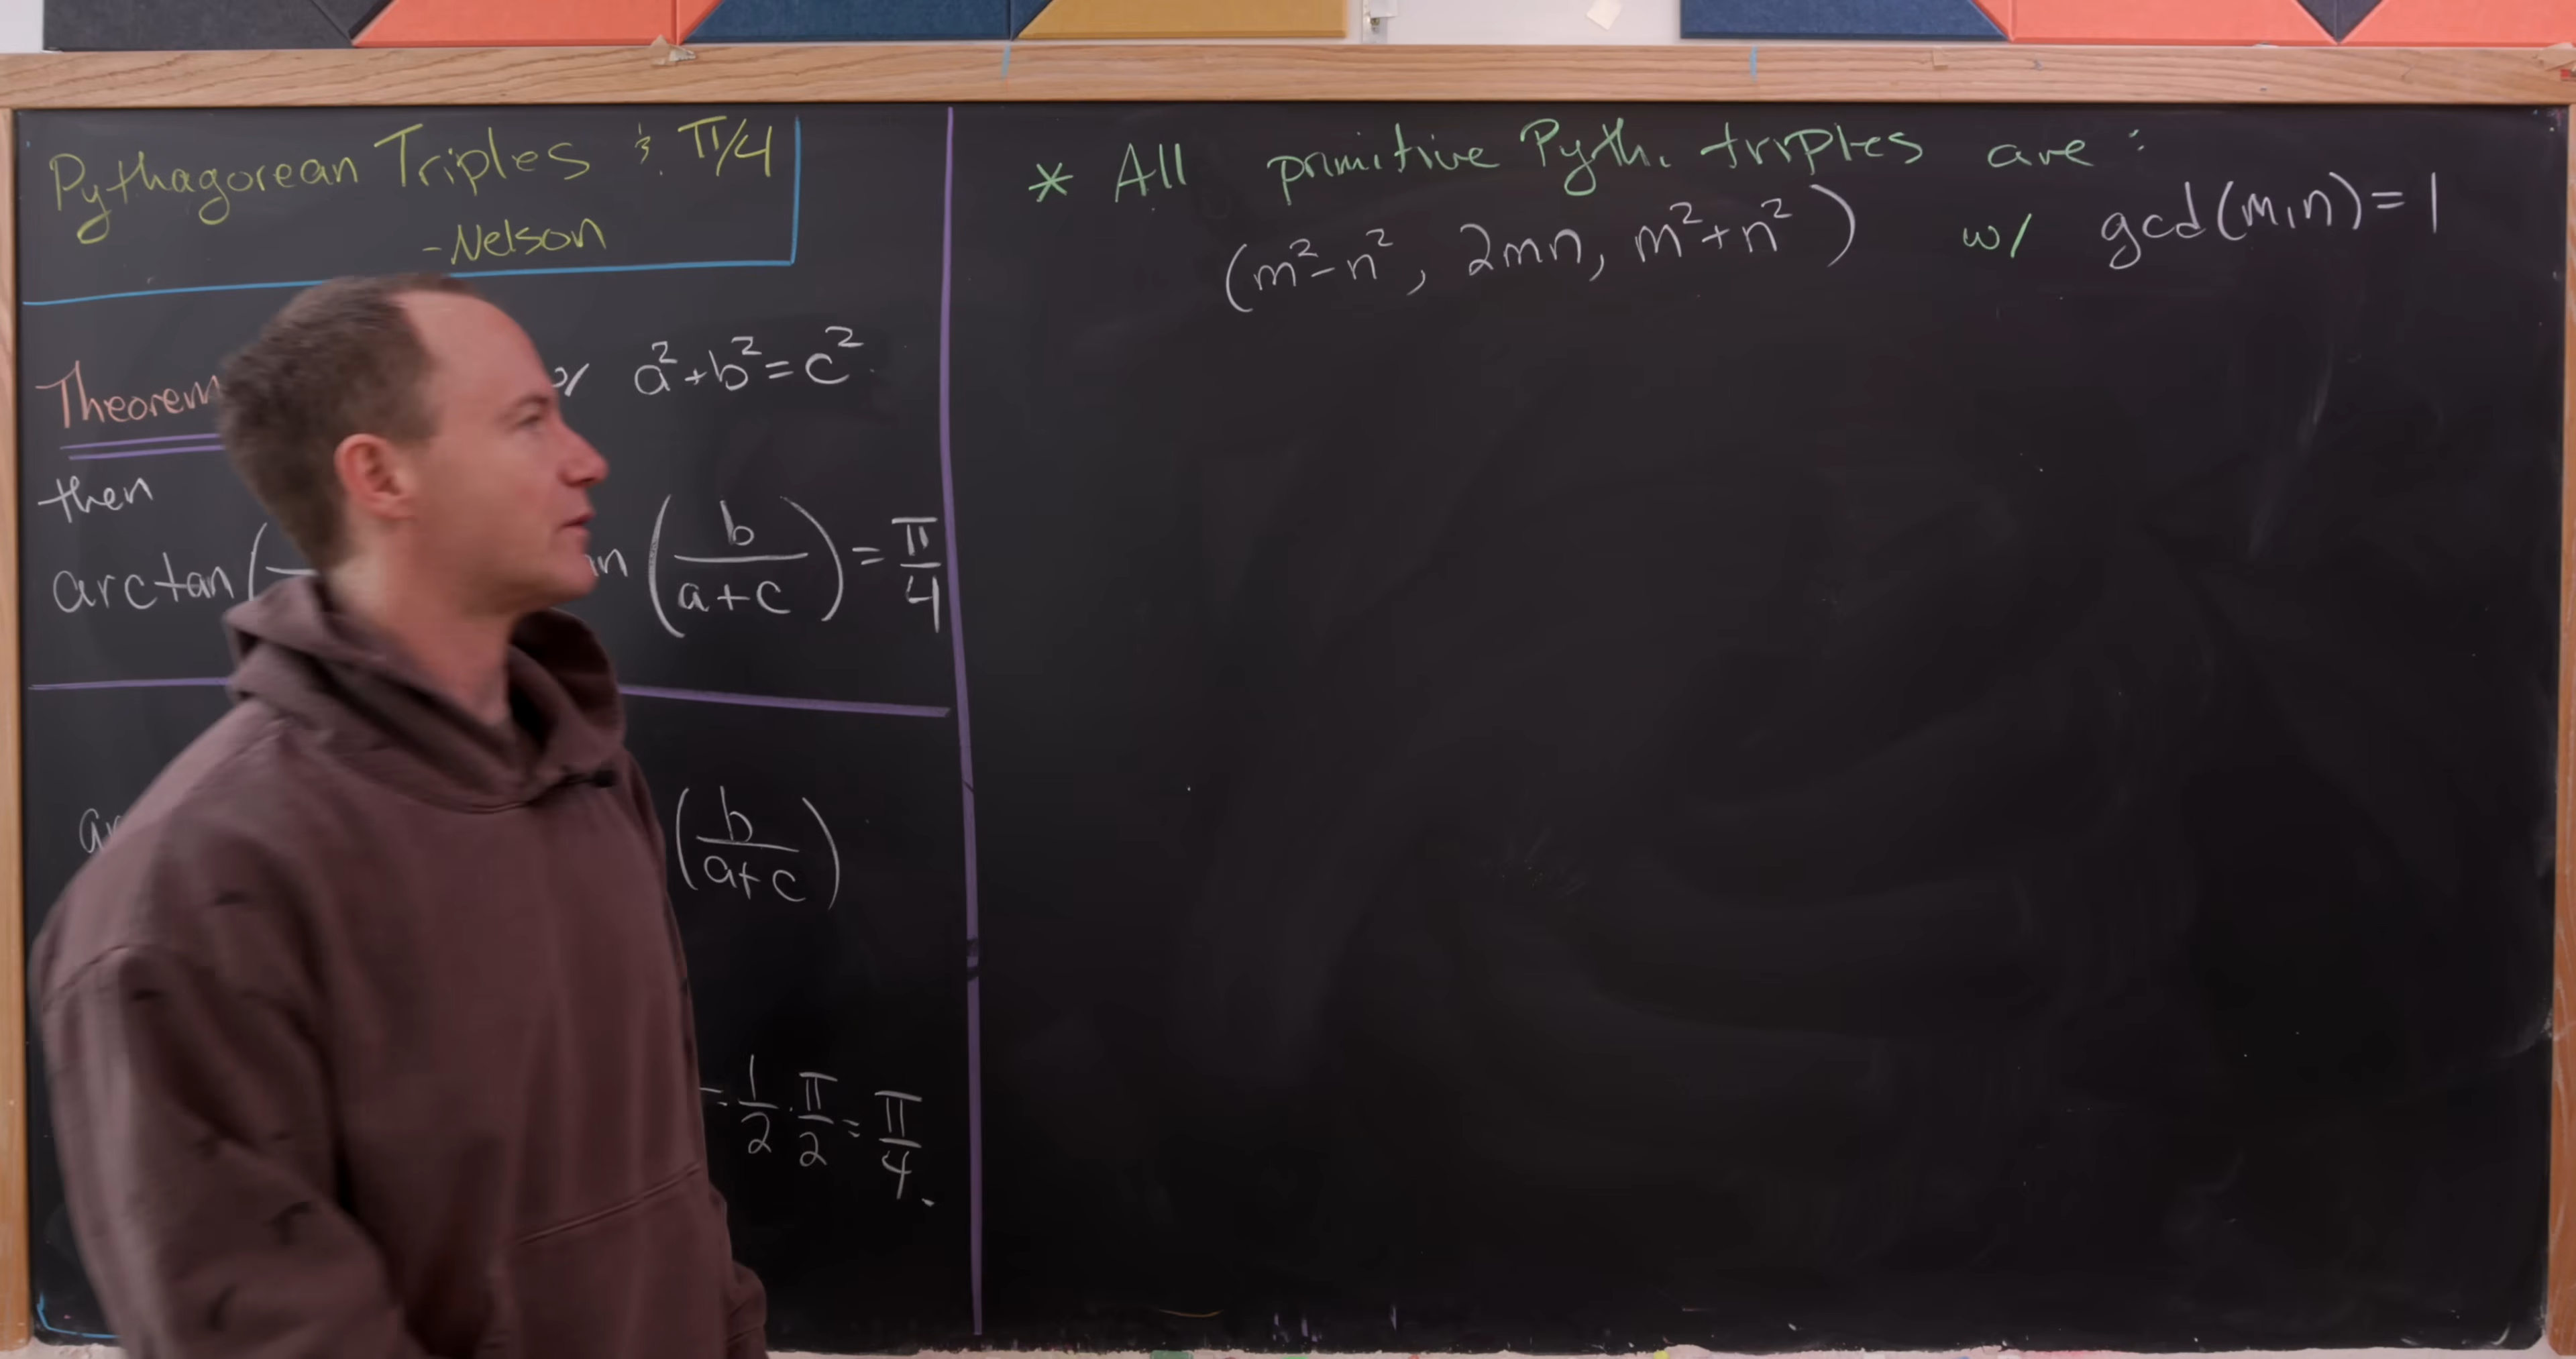 Pythagorean Triples & π/4
-Nelson
Theorem a²+b²=c².
then
arctan( (b/(a+c)) = π/4
(b/(a+c))
= 1/2 · π/2 = π/4.
* All primitive Pyth. triples are:
(m²-n², 2mn, m²+n²) w/ gcd(m,n)=1